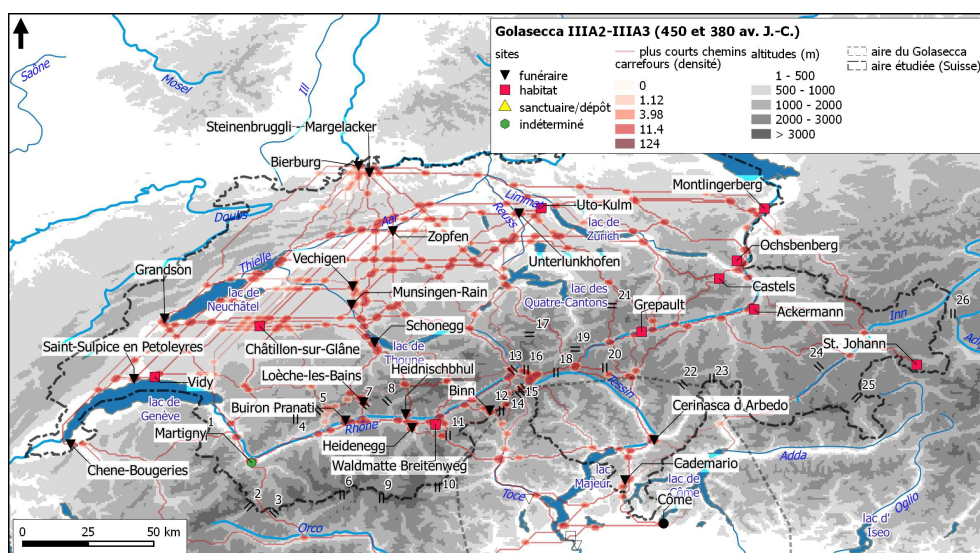 Golasecca IIIA2-IIIA3 (450 et 380 av. J.-C.)
sites
funéraire
habitat
sanctuaire/dépôt
indéterminé
plus courts chemins
carrefours (densité)
0
1.12
3.98
11.4
124
altitudes (m)
1 - 500
500 - 1000
1000 - 2000
2000 - 3000
> 3000
aire du Golasecca
aire étudiée (Suisse)
Saône
Mosel
Ill
Steinenbruggli - Margelacker
Bierburg
Montlingerberg
Doubs
Aar
Limmat
Reuss
Uto-Kulm
lac de
Zurich
Zopfen
Ochsbenberg
Thielle
Vechigen
Unterlunkhofen
Grandson
lac de
Neuchâtel
Munsingen-Rain
lac des
Quatre-Cantons
21
Castels
Grepault
Ackermann
Inn
26
Saint-Sulpice en Petoleyres
Châtillon-sur-Glâne
Schonegg
lac de
Thoune
17
19
St. Johann
Vidy
Loèche-les-Bains
Heidnischbhul
13
16
18
20
24
22
23
25
lac de
Genève
7
8
Binn
15
12
14
Tessin
Buiron Pranati
5
4
Rhône
11
Cerinasca d Arbedo
1
Martigny
Heidenegg
Waldmatte Breitenweg
Chene-Bougeries
Cademario
Adda
2
3
6
9
10
Toce
lac
Majeur
lac de
Côme
Côme
Orco
Oglio
lac d'
Iseo
0
25
50 km